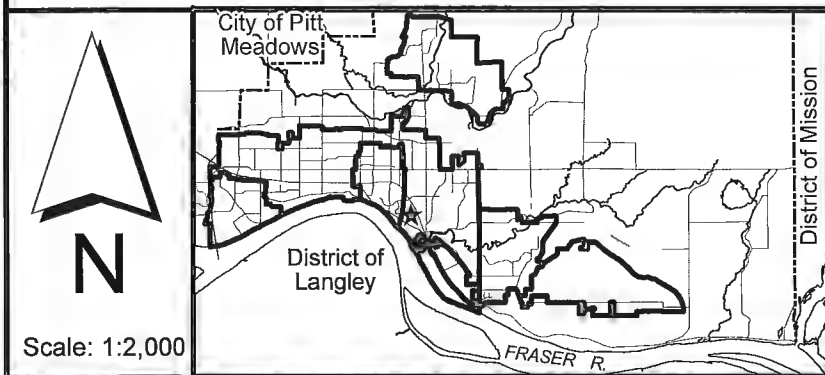 City of Pitt
Meadows
District of Mission
District of
Langley
N
Scale: 1:2,000
FRASER R.